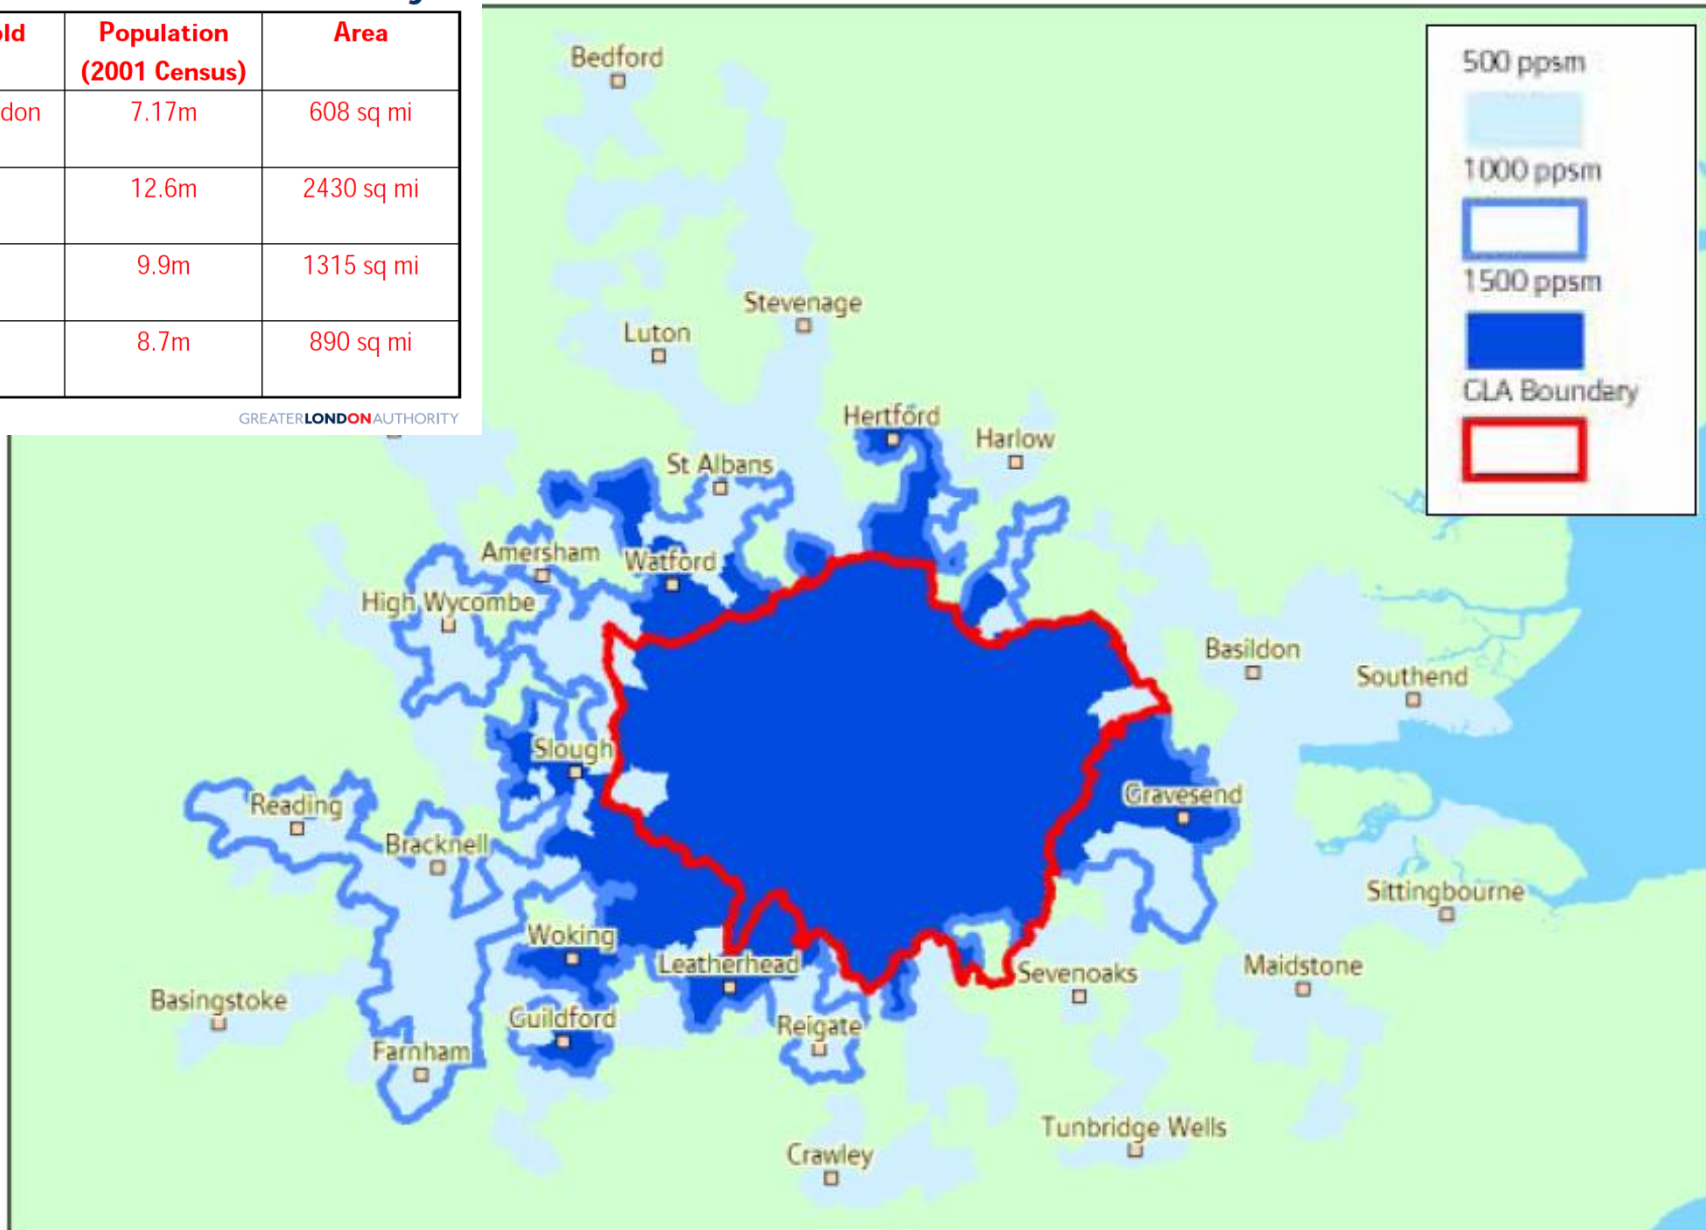 Population
(2001 Census)
Area
7.17m
608 sq mi
12.6m
2430 sq mi
9.9m
1315 sq mi
8.7m
890 sq mi
GREATERLONDONAUTHORITY
500 ppsm
1000 ppsm
1500 ppsm
GLA Boundary
Bedford
Stevenage
Luton
Hertford
Harlow
St Albans
Amersham
Watford
High Wycombe
Basildon
Southend
Slough
Reading
Gravesend
Bracknell
Sittingbourne
Woking
Leatherhead
Sevenoaks
Maidstone
Basingstoke
Guildford
Reigate
Farnham
Tunbridge Wells
Crawley